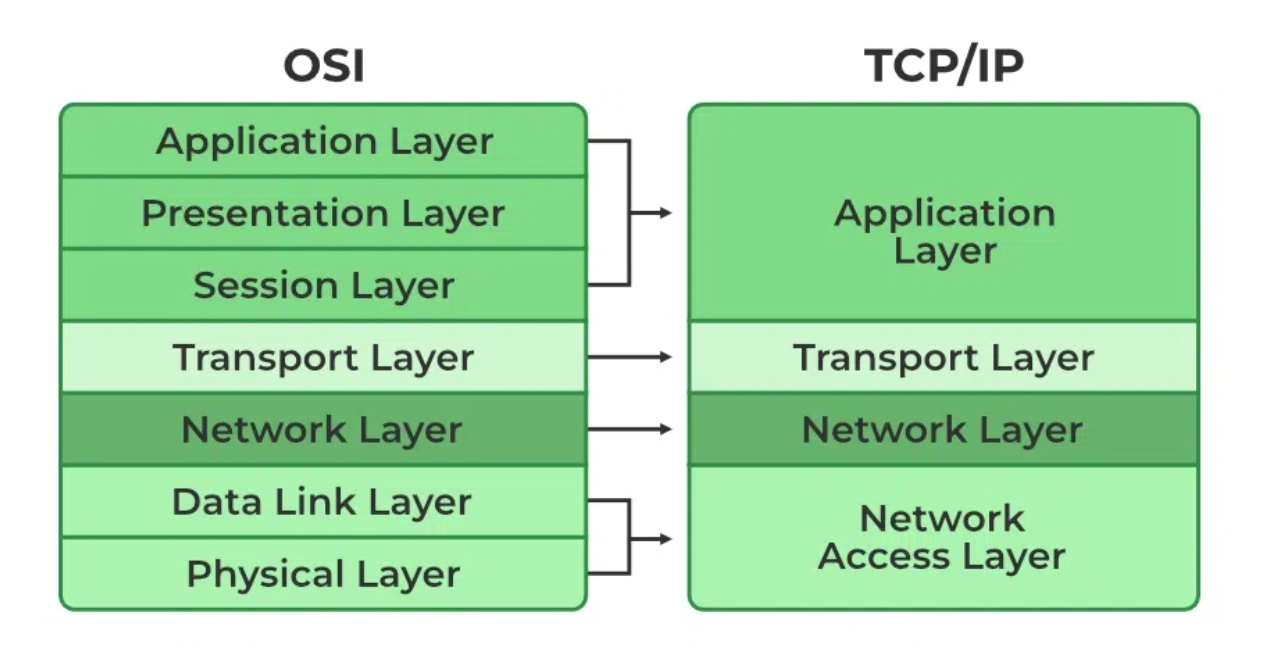 OSI
Application Layer
Presentation Layer
Session Layer
Transport Layer
Network Layer
Data Link Layer
Physical Layer
TCP/IP
Application
Layer
Transport Layer
Network Layer
Network
Access Layer